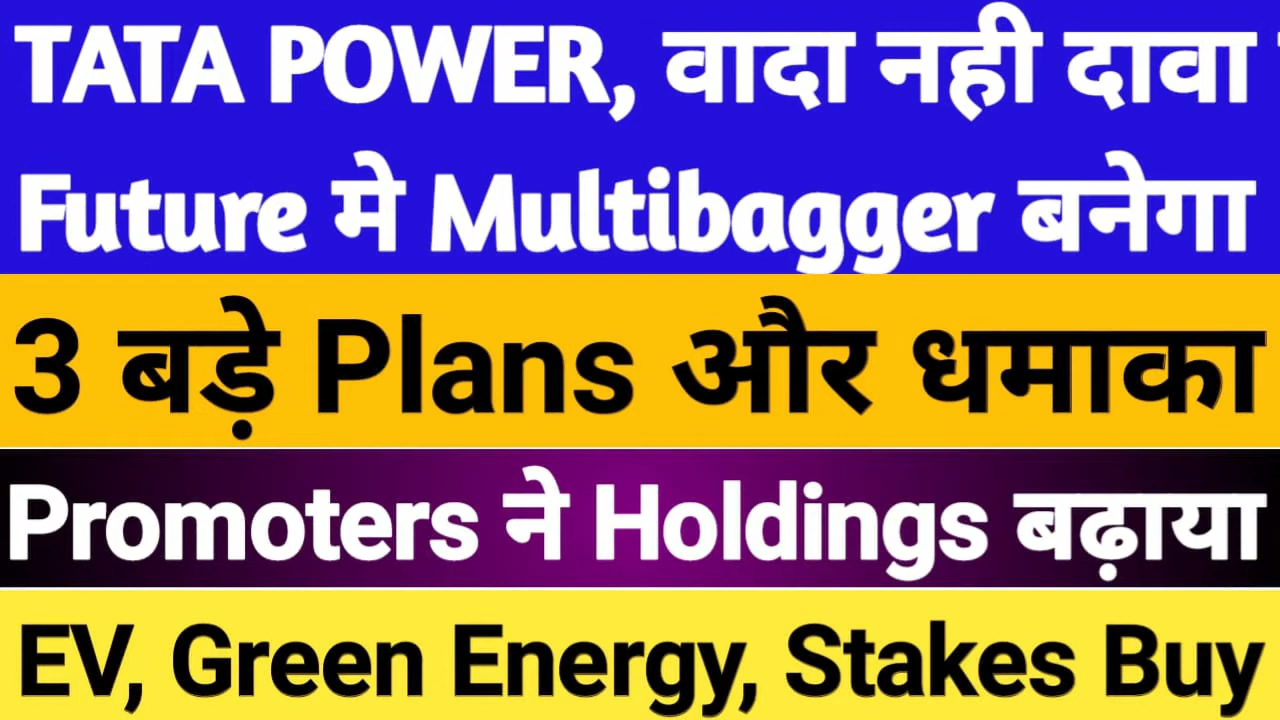 TATA POWER, वादा नही दावा
Future मे Multibagger बनेगा
3 बड़े Plans और धमाका
Promoters ने Holdings बढ़ाया
EV, Green Energy, Stakes Buy